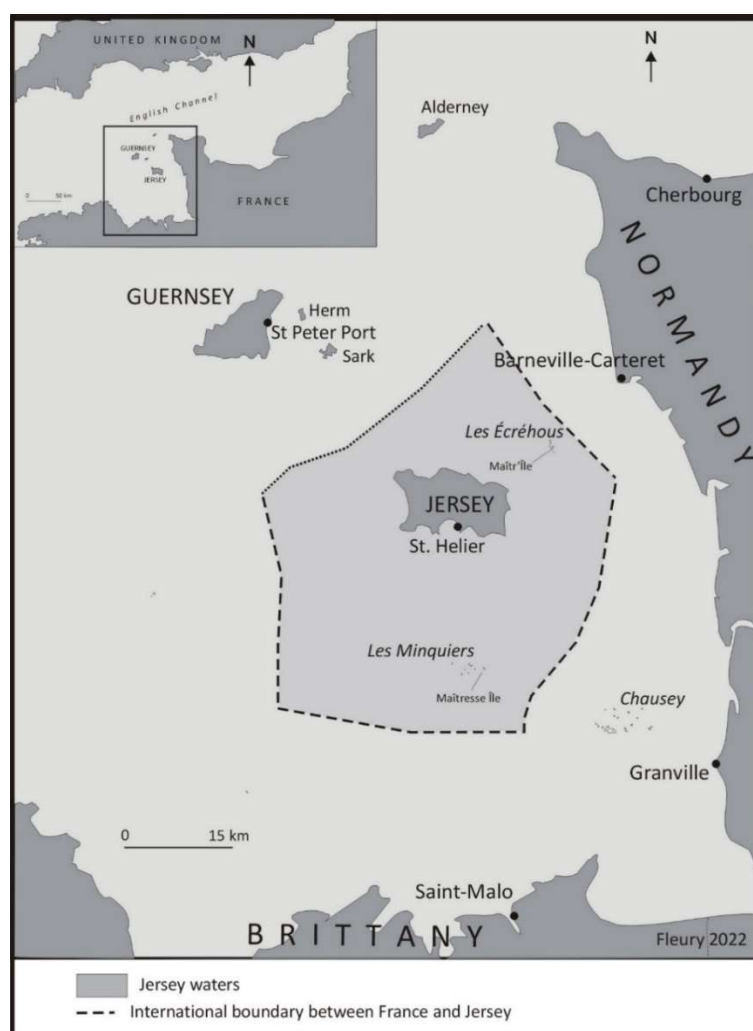 UNITED KINGDOM
N
English Channel
GUERNSEY
JERSEY
0 50 km
FRANCE
N
Alderney
Cherbourg
NORMANDY
GUERNSEY
Herm
St Peter Port
Sark
Barneville-Carteret
Les Écréhous
Maîtr'Île
JERSEY
St. Helier
Les Minquiers
Maîtresse Île
Chausey
Granville
0 15 km
Saint-Malo
BRITTANY
Fleury 2022
Jersey waters
International boundary between France and Jersey